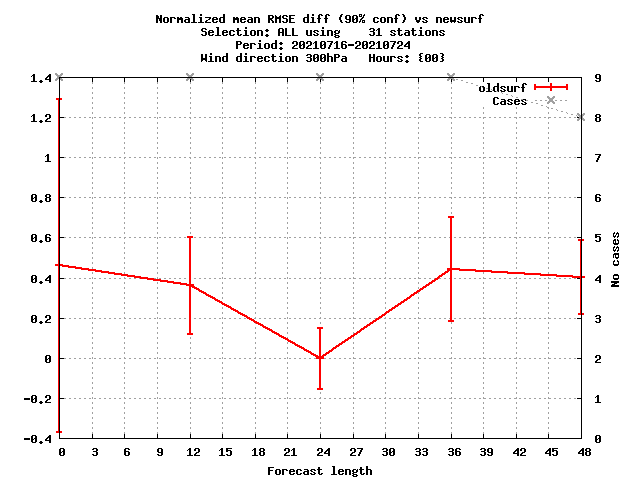 Normalized mean RMSE diff (90% conf) vs newsurf
Selection: ALL using    31 stations
Period: 20210716-20210724
Wind direction 300hPa   Hours: {00}
oldsurf
Cases
1.4
1.2
1
0.8
0.6
0.4
0.2
0
-0.2
-0.4
9
8
7
6
5
4
3
2
1
0
No cases
0 3 6 9 12 15 18 21 24 27 30 33 36 39 42 45 48
Forecast length